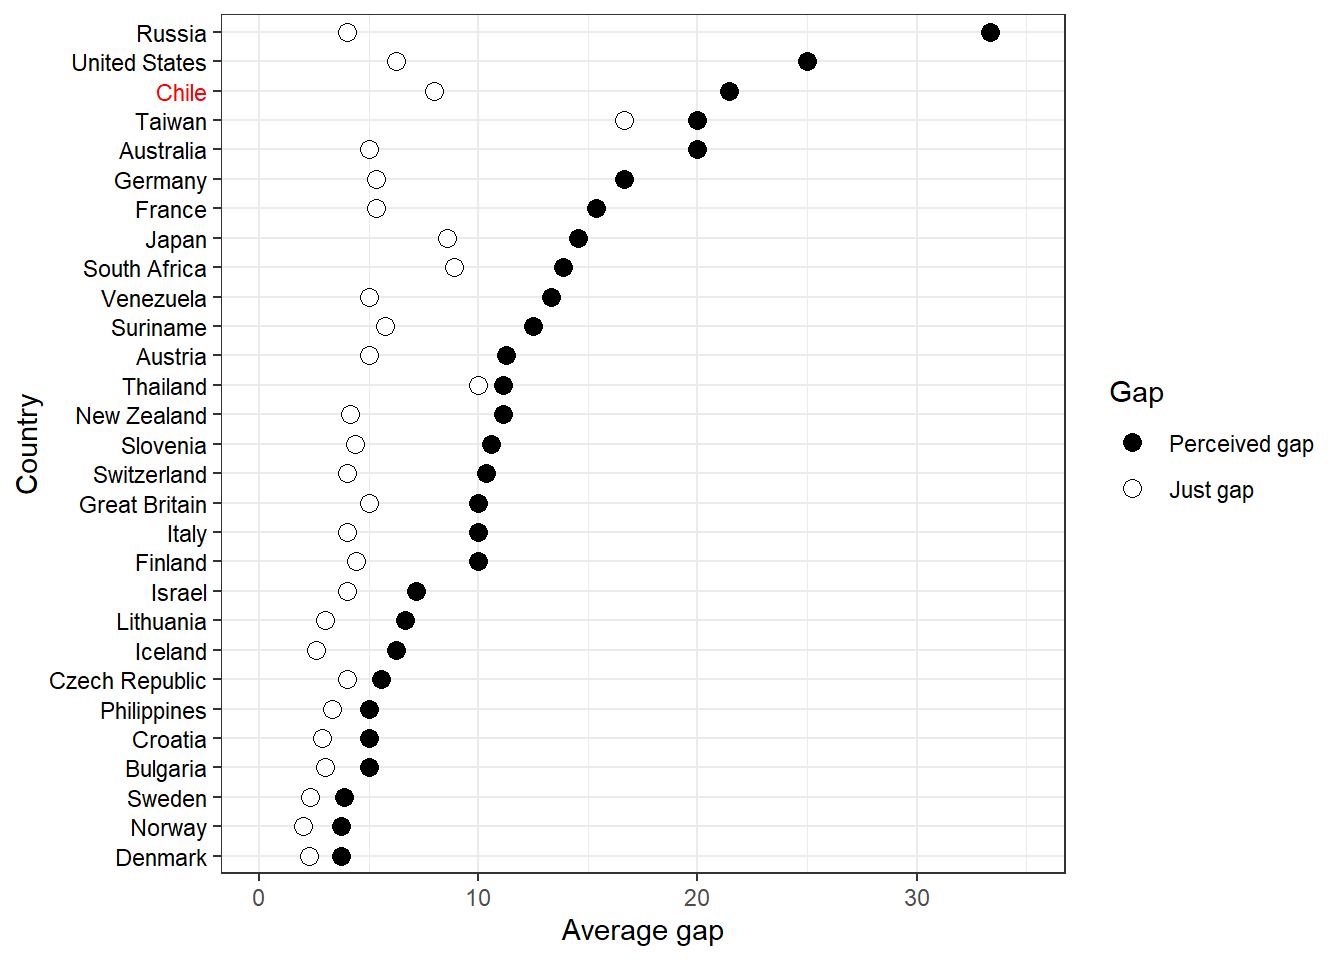 Russia
United States
Chile
Taiwan
Australia
Germany
France
Japan
South Africa
Venezuela
Suriname
Austria
Thailand
New Zealand
Slovenia
Switzerland
Great Britain
Italy
Finland
Israel
Lithuania
Iceland
Czech Republic
Philippines
Croatia
Bulgaria
Sweden
Norway
Denmark
Country
0 10 20 30
Average gap
Gap
Perceived gap
Just gap